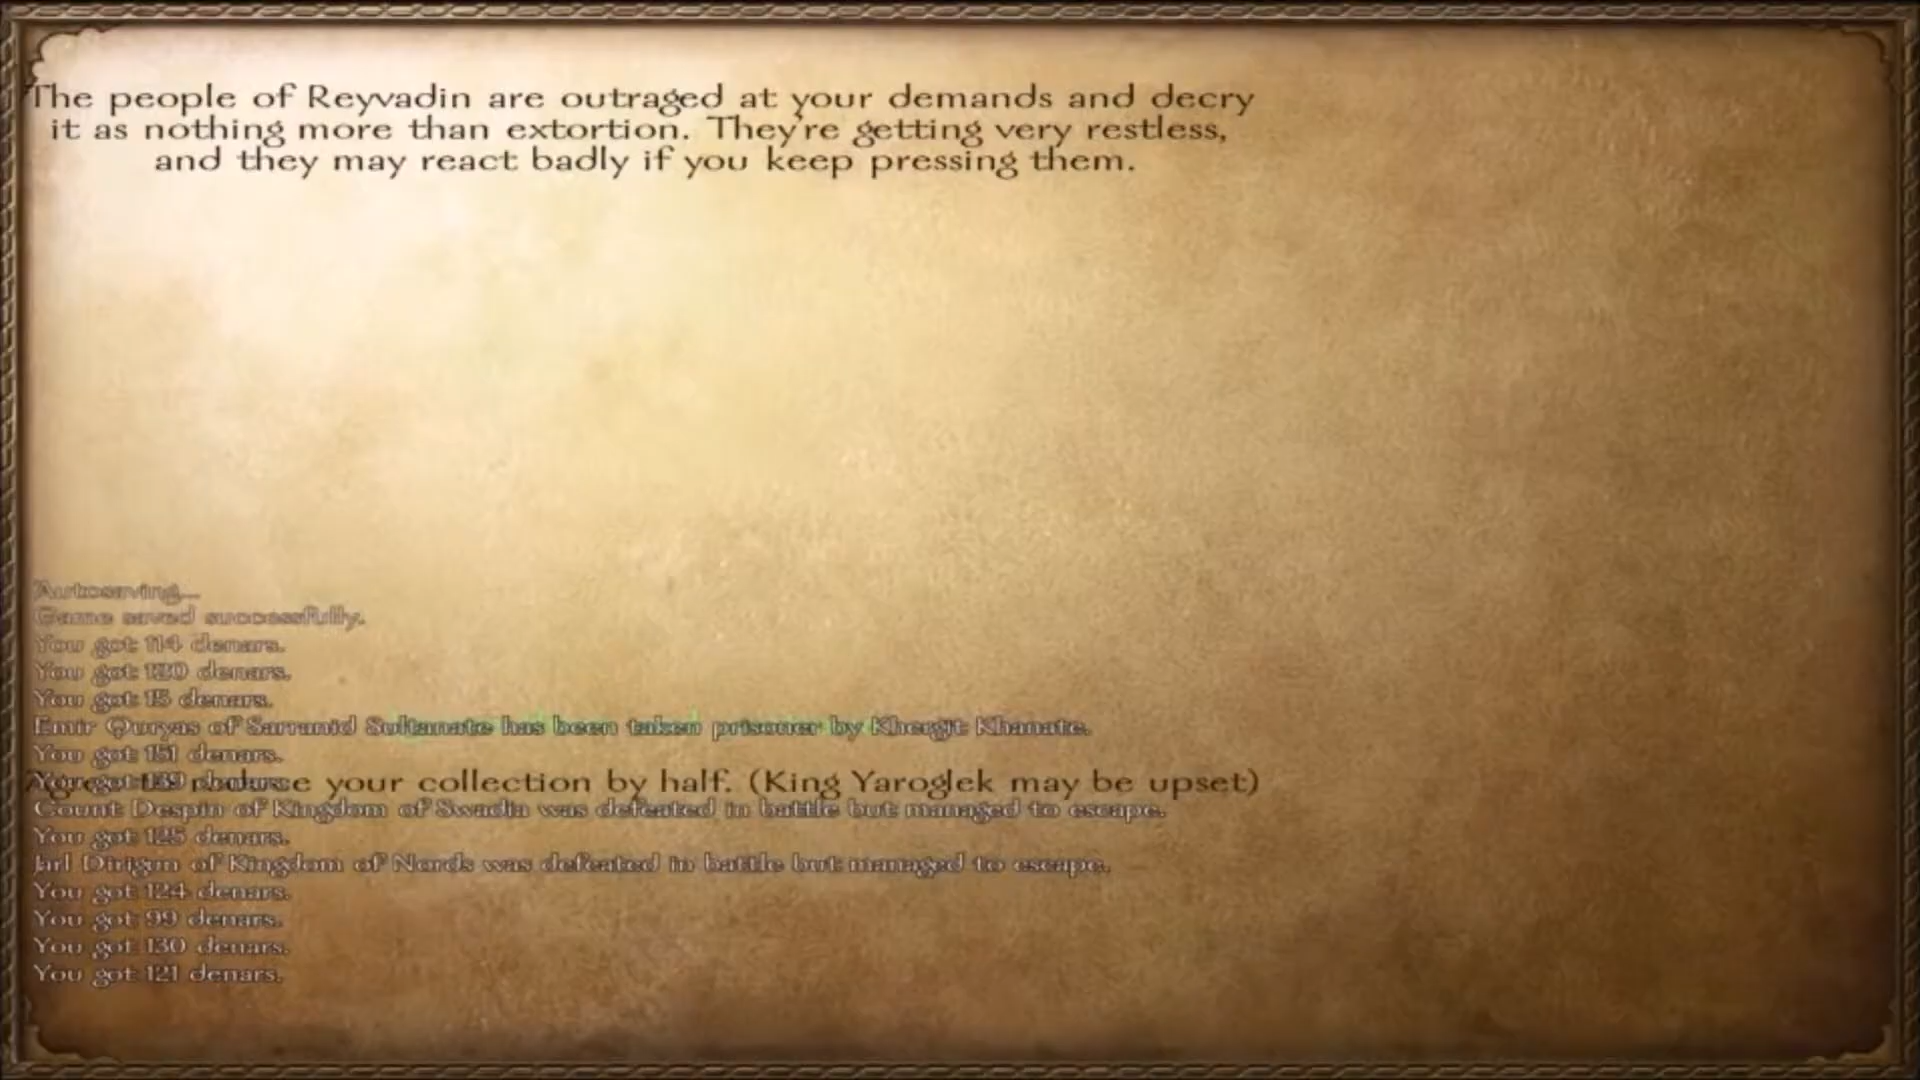 The people of Reyvadin are outraged at your demands and decry
it as nothing more than extortion. They're getting very restless,
and they may react badly if you keep pressing them.
Autosaving...
Game saved successfully.
You got 114 denars.
You got 120 denars.
You got 15 denars.
Emir Quryas of Sarranid Sultanate has been taken prisoner by Khergit Khanate.
You got 151 denars.
You got 139 denars.
your collection by half. (King Yaroglek may be upset)
Count Despin of Kingdom of Swadia was defeated in battle but managed to escape.
You got 125 denars.
Jarl Dirigun of Kingdom of Nords was defeated in battle but managed to escape.
You got 124 denars.
You got 99 denars.
You got 130 denars.
You got 121 denars.